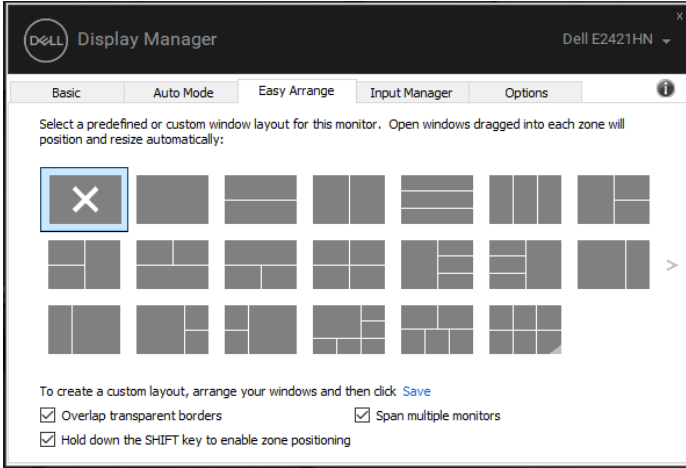 DELL Display Manager
Dell E2421HN
Basic Auto Mode Easy Arrange Input Manager Options
Select a predefined or custom window layout for this monitor. Open windows dragged into each zone will
position and resize automatically:
To create a custom layout, arrange your windows and then click Save
Overlap transparent borders
Span multiple monitors
Hold down the SHIFT key to enable zone positioning